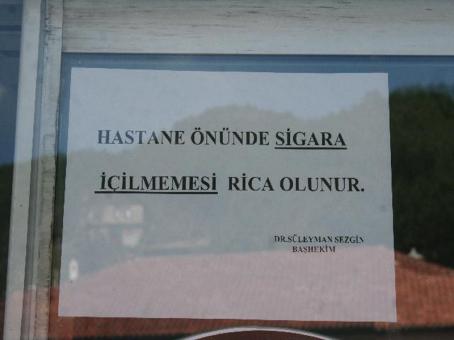 HASTANE ÖNÜNDE SİGARA
İÇİLMEMESİ RİCA OLUNUR.
DR.SÜLEYMAN SEZGİN
BAŞHEKİM